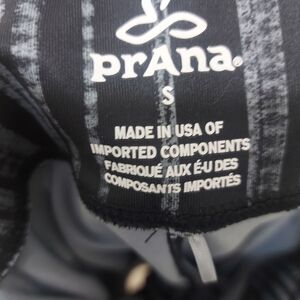 prAna®
S
MADE IN USA OF
IMPORTED COMPONENTS
FABRIQUÉ AUX É-U DES
COMPOSANTS IMPORTÉS